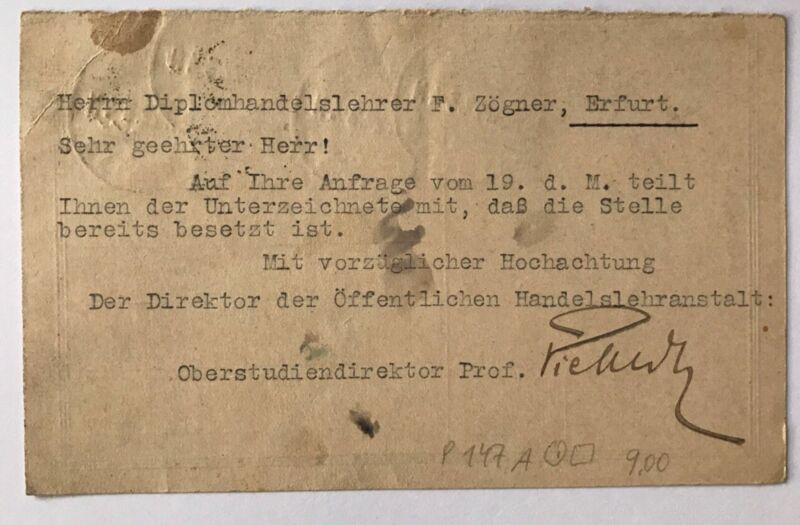 Herrn Diplomhandelslehrer F. Zögner, Erfurt.
Sehr geehrter Herr!
Auf Ihre Anfrage vom 19. d. M. teilt
Ihnen der Unterzeichnete mit, daß die Stelle
bereits besetzt ist.
Mit vorzüglicher Hochachtung
Der Direktor der Öffentlichen Handelslehranstalt:
Oberstudiendirektor Prof.
P 147 A 9,00